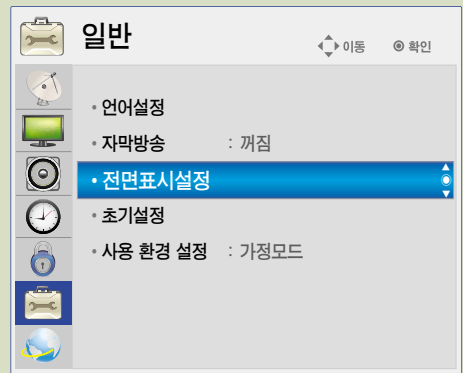 일반
이동 확인
• 언어설정
• 자막방송 : 꺼짐
• 전면표시설정
• 초기설정
• 사용 환경 설정 : 가정모드